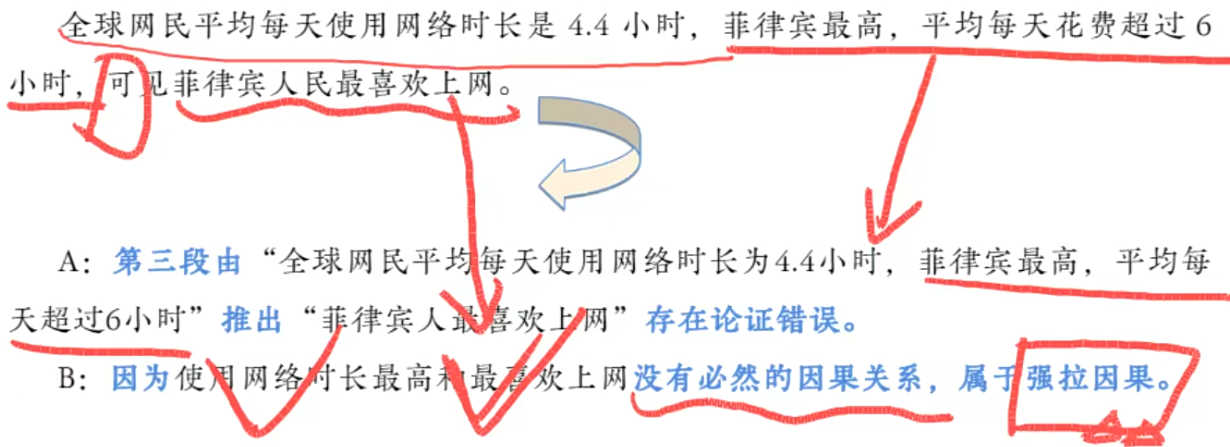 全球网民平均每天使用网络时长是 4.4 小时，菲律宾最高，平均每天花费超过 6
小时，可见菲律宾人民最喜欢上网。
A：第三段由“全球网民平均每天使用网络时长为4.4小时，菲律宾最高，平均每
天超过6小时”推出“菲律宾人最喜欢上网”存在论证错误。
B：因为使用网络时长最高和最喜欢上网没有必然的因果关系，属于强拉因果。